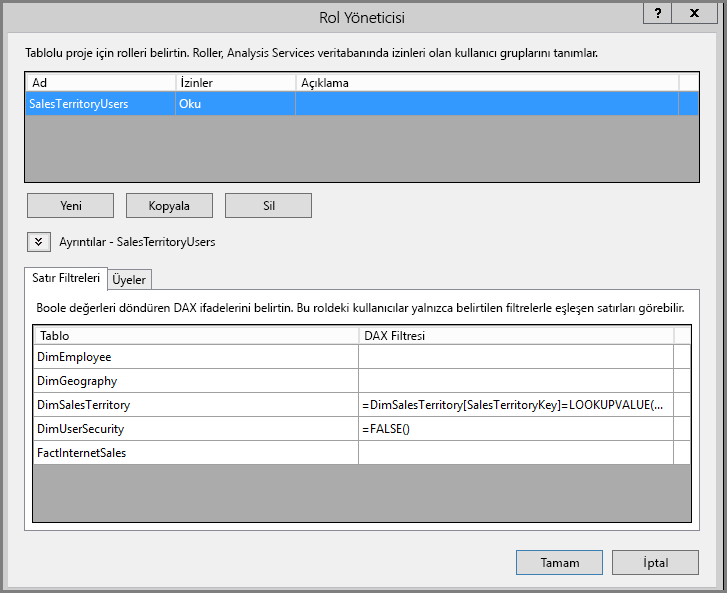 Rol Yöneticisi
? X
Tablolu proje için rolleri belirtin. Roller, Analysis Services veritabanında izinleri olan kullanıcı gruplarını tanımlar.
Ad İzinler Açıklama
SalesTerritoryUsers Oku
Yeni Kopyala Sil
Ayrıntılar - SalesTerritoryUsers
Satır Filtreleri Üyeler
Boole değerleri döndüren DAX ifadelerini belirtin. Bu roldeki kullanıcılar yalnızca belirtilen filtrelerle eşleşen satırları görebilir.
Tablo DAX Filtresi
DimEmployee
DimGeography
DimSalesTerritory =DimSalesTerritory[SalesTerritoryKey]=LOOKUPVALUE(...
DimUserSecurity =FALSE()
FactInternetSales
Tamam İptal